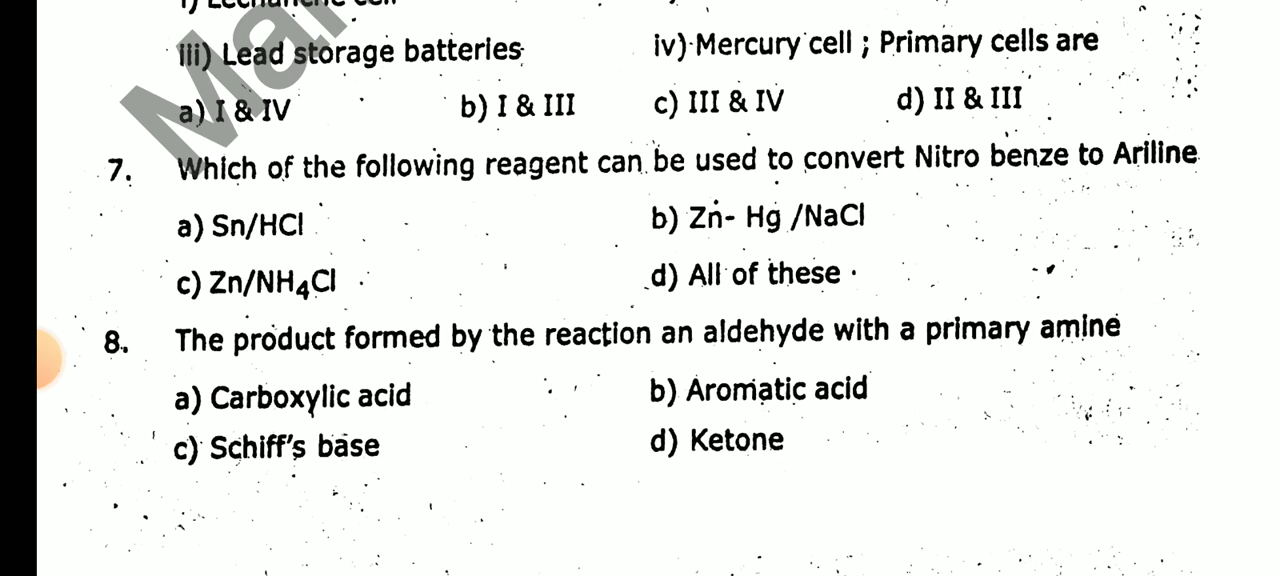 iii) Lead storage batteries iv) Mercury cell ; Primary cells are
a) I & IV b) I & III c) III & IV d) II & III
7. Which of the following reagent can be used to convert Nitro benze to Ariline
a) Sn/HCl b) Zn- Hg /NaCl
c) Zn/NH4Cl d) All of these
8. The product formed by the reaction an aldehyde with a primary amine
a) Carboxylic acid b) Aromatic acid
c) Schiff's base d) Ketone